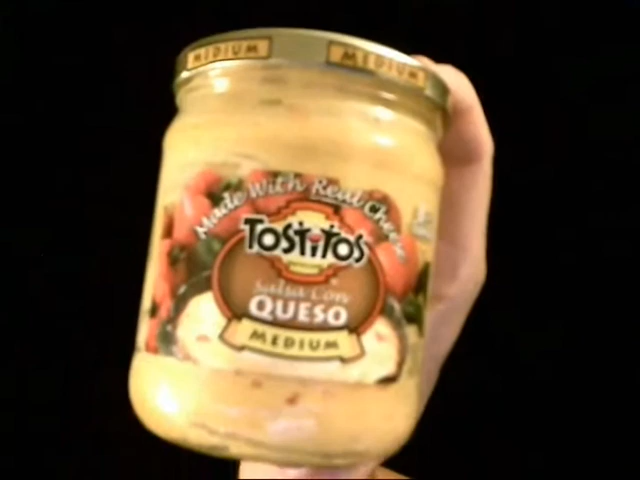 MEDIUM MEDIUM
Made With Real Cheese
TOSTITOS
Salsa Con
QUESO
MEDIUM